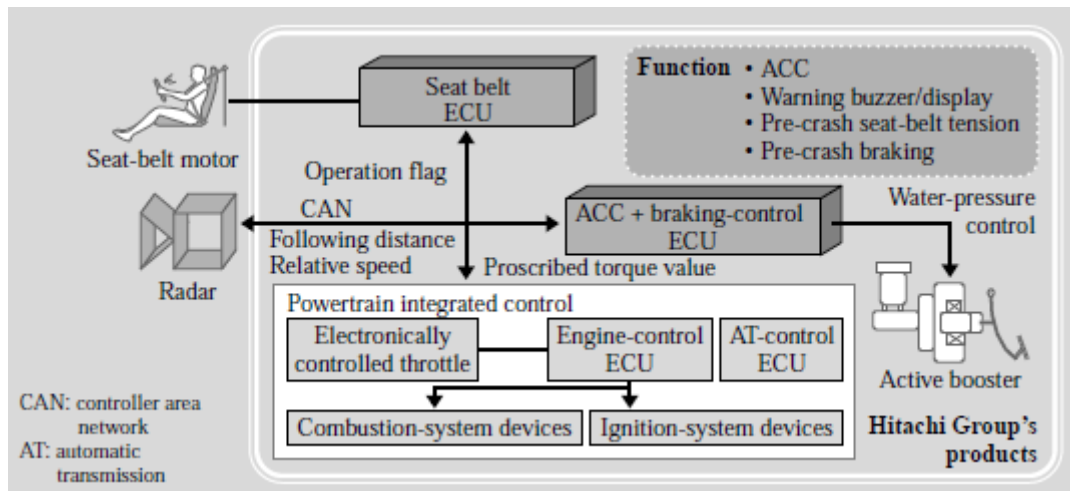 Function • ACC
• Warning buzzer/display
• Pre-crash seat-belt tension
• Pre-crash braking
Seat belt
ECU
Seat-belt motor
Operation flag
CAN
Following distance
Relative speed
Radar
ACC + braking-control
ECU
Water-pressure
control
Proscribed torque value
Powertrain integrated control
Electronically
controlled throttle
Engine-control
ECU
AT-control
ECU
Combustion-system devices
Ignition-system devices
Active booster
CAN: controller area
network
AT: automatic
transmission
Hitachi Group's
products